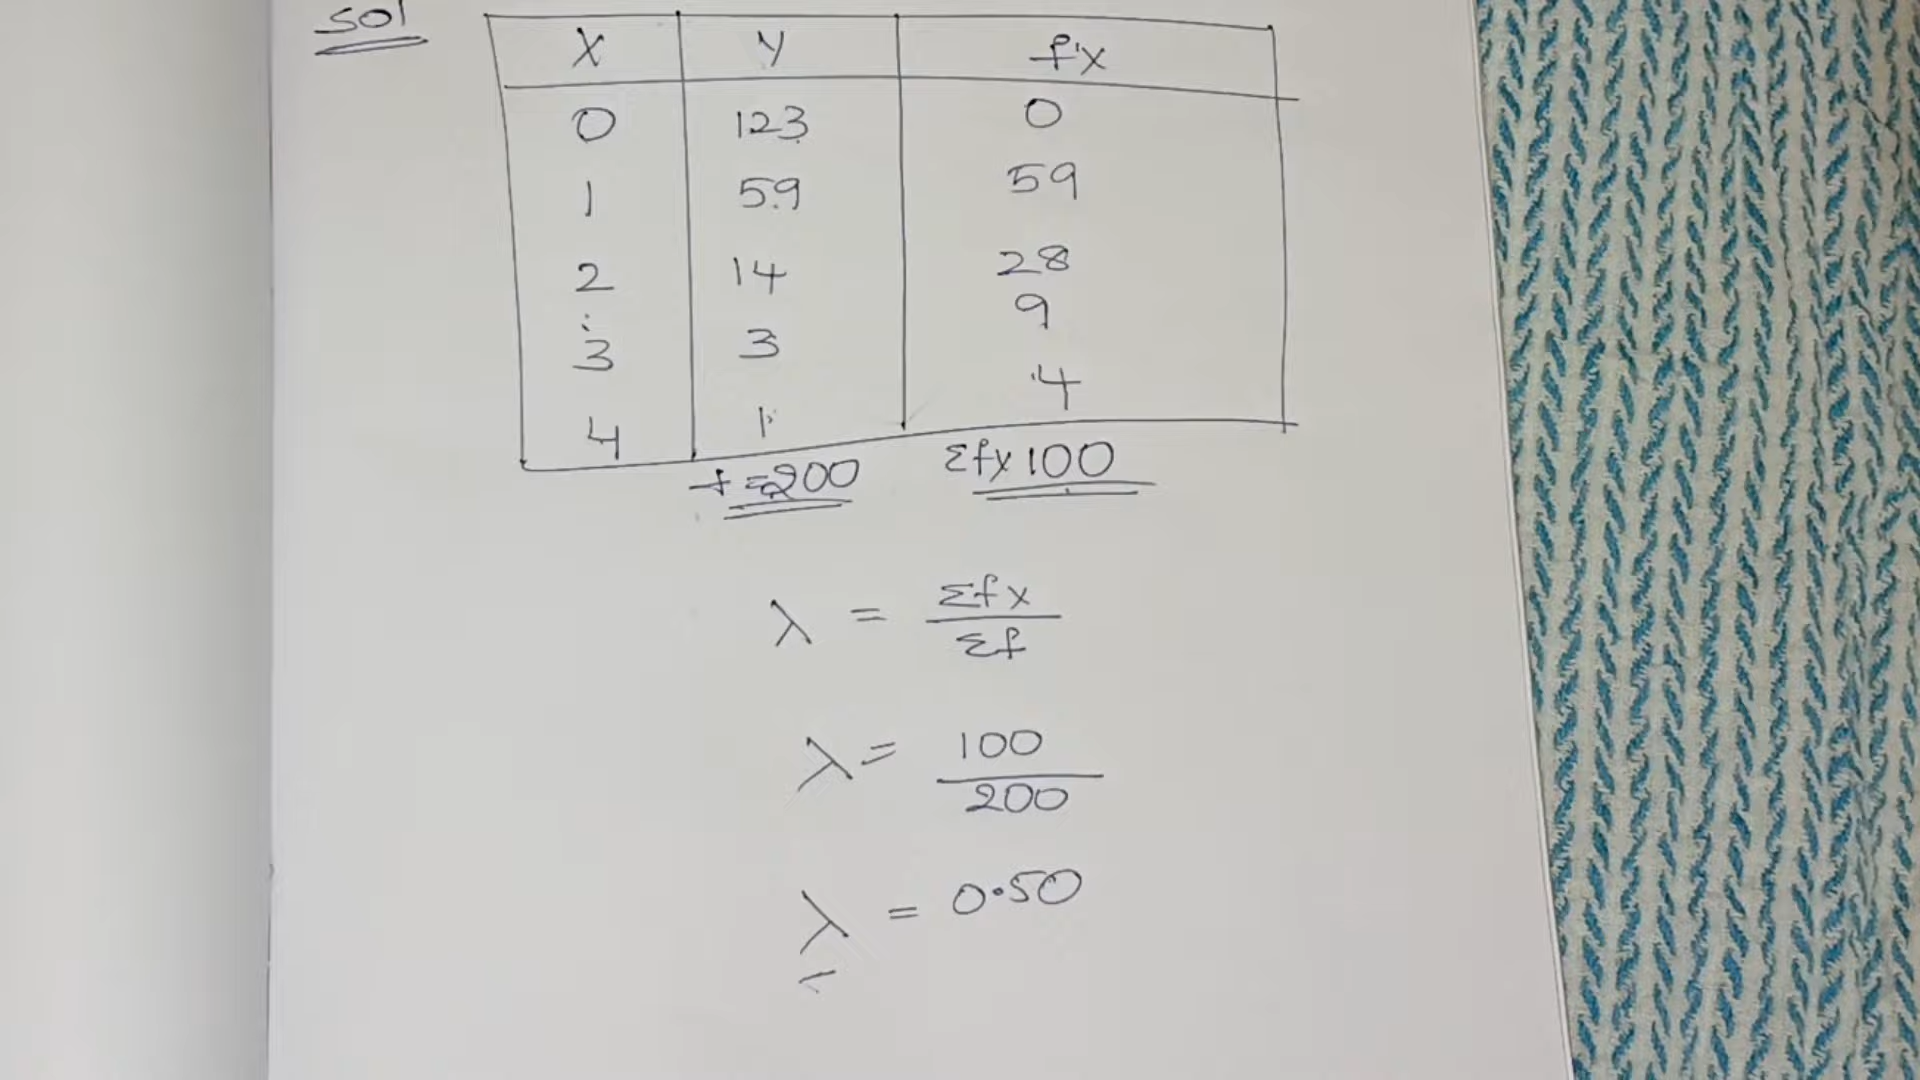 Sol
X Y f'x
0 123 0
1 59 59
2 14 28
3 3 9
4 1 4
f = 200 Σfx 100
λ = Σfx / Σf
λ = 100 / 200
λ = 0.50